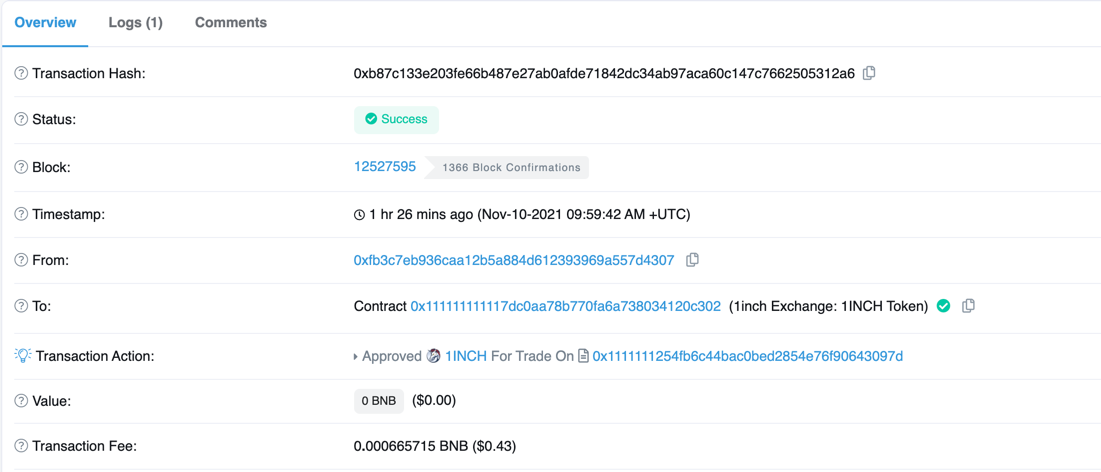 Overview Logs (1) Comments
Transaction Hash: 0xb87c133e203fe66b487e27ab0afde71842dc34ab97aca60c147c7662505312a6
Status: Success
Block: 12527595 1366 Block Confirmations
Timestamp: 1 hr 26 mins ago (Nov-10-2021 09:59:42 AM +UTC)
From: 0xfb3c7eb936caa12b5a884d612393969a557d4307
To: Contract 0x111111111117dc0aa78b770fa6a738034120c302 (1inch Exchange: 1INCH Token)
Transaction Action: Approved 1INCH For Trade On 0x1111111254fb6c44bac0bed2854e76f90643097d
Value: 0 BNB ($0.00)
Transaction Fee: 0.000665715 BNB ($0.43)